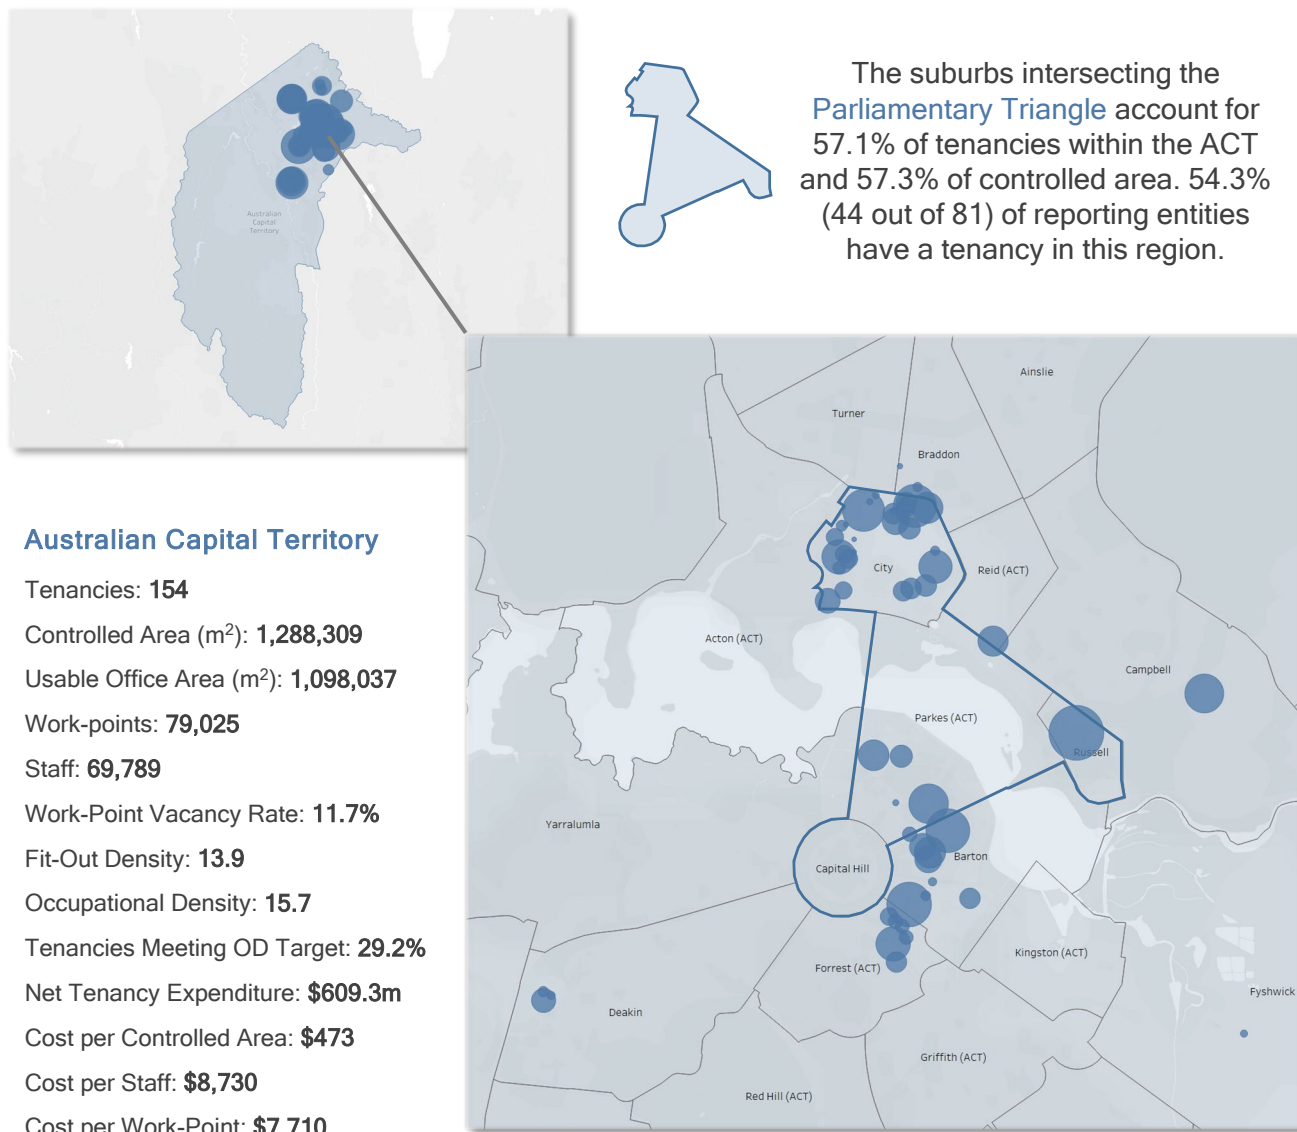 Australian
Capital
Territory
The suburbs intersecting the
Parliamentary Triangle account for
57.1% of tenancies within the ACT
and 57.3% of controlled area. 54.3%
(44 out of 81) of reporting entities
have a tenancy in this region.
Ainslie
Turner
Braddon
City
Reid (ACT)
Acton (ACT)
Campbell
Parkes (ACT)
Russell
Yarralumla
Barton
Capital Hill
Kingston (ACT)
Forrest (ACT)
Fyshwick
Deakin
Griffith (ACT)
Red Hill (ACT)
Australian Capital Territory
Tenancies: 154
Controlled Area (m²): 1,288,309
Usable Office Area (m²): 1,098,037
Work-points: 79,025
Staff: 69,789
Work-Point Vacancy Rate: 11.7%
Fit-Out Density: 13.9
Occupational Density: 15.7
Tenancies Meeting OD Target: 29.2%
Net Tenancy Expenditure: $609.3m
Cost per Controlled Area: $473
Cost per Staff: $8,730
Cost per Work-Point: $7,710